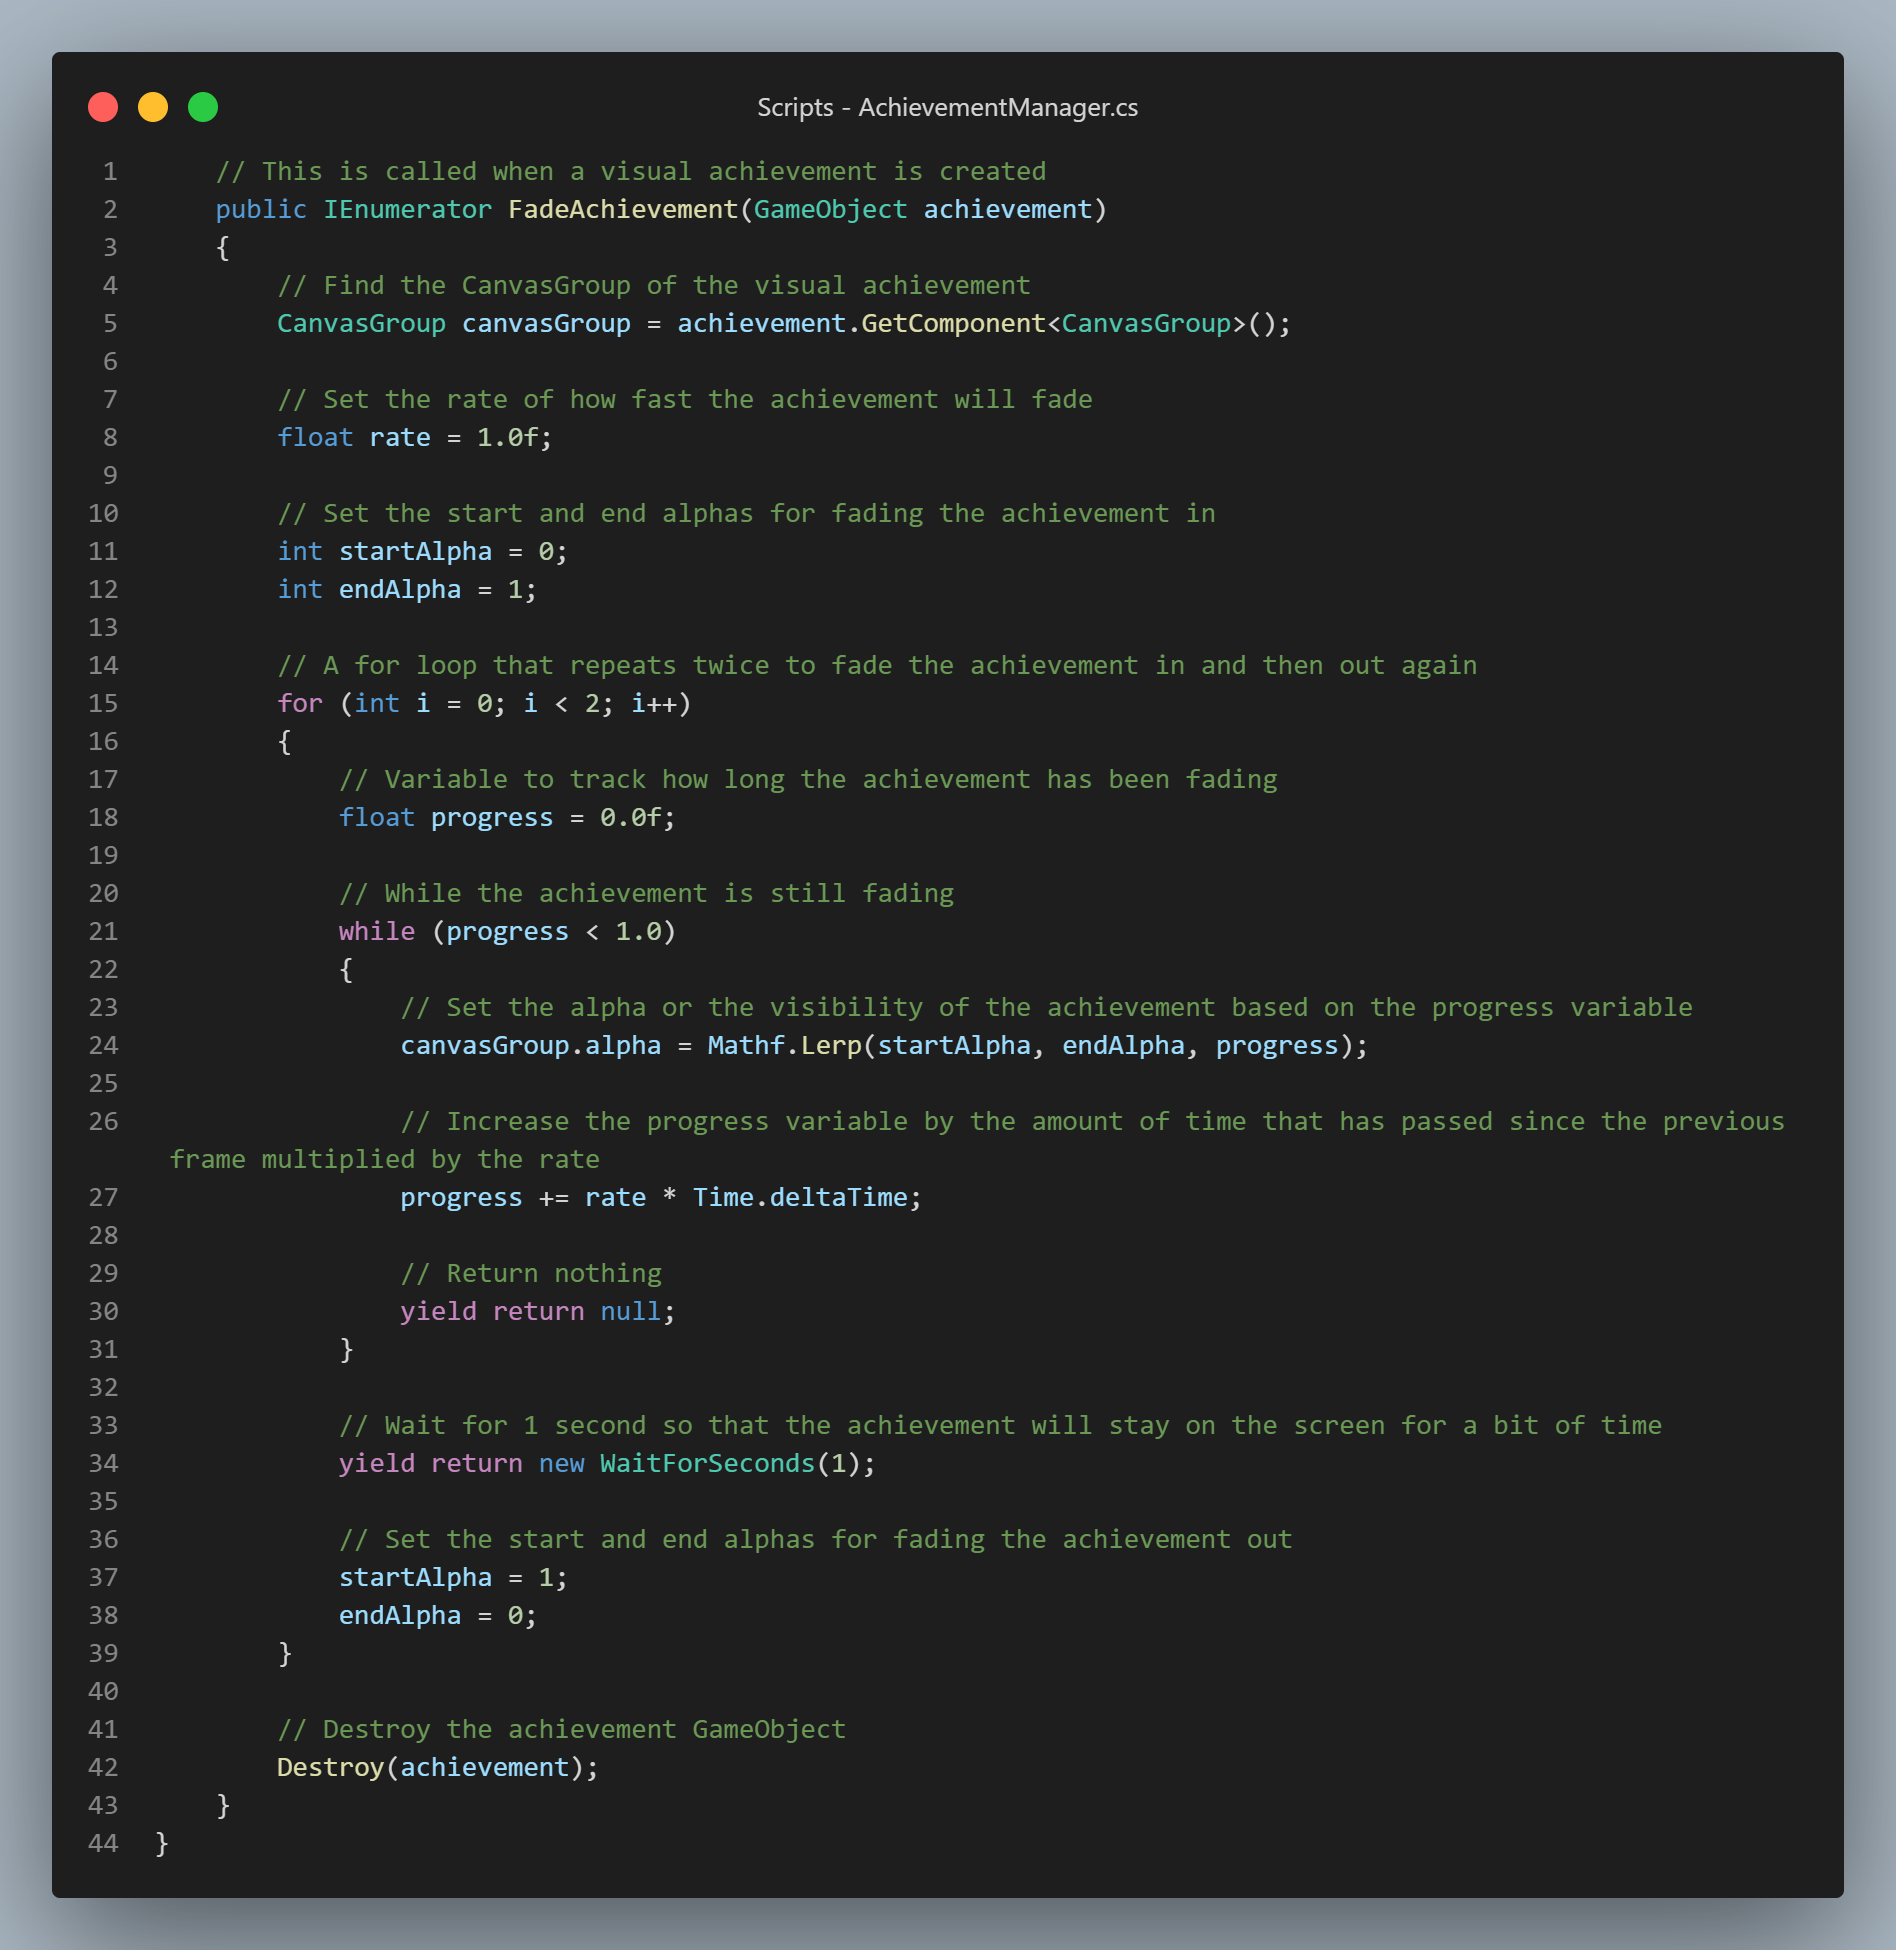 Scripts - AchievementManager.cs
1 // This is called when a visual achievement is created
2 public IEnumerator FadeAchievement(GameObject achievement)
3 {
4 // Find the CanvasGroup of the visual achievement
5 CanvasGroup canvasGroup = achievement.GetComponent<CanvasGroup>();
6
7 // Set the rate of how fast the achievement will fade
8 float rate = 1.0f;
9
10 // Set the start and end alphas for fading the achievement in
11 int startAlpha = 0;
12 int endAlpha = 1;
13
14 // A for loop that repeats twice to fade the achievement in and then out again
15 for (int i = 0; i < 2; i++)
16 {
17 // Variable to track how long the achievement has been fading
18 float progress = 0.0f;
19
20 // While the achievement is still fading
21 while (progress < 1.0)
22 {
23 // Set the alpha or the visibility of the achievement based on the progress variable
24 canvasGroup.alpha = Mathf.Lerp(startAlpha, endAlpha, progress);
25
26 // Increase the progress variable by the amount of time that has passed since the previous
frame multiplied by the rate
27 progress += rate * Time.deltaTime;
28
29 // Return nothing
30 yield return null;
31 }
32
33 // Wait for 1 second so that the achievement will stay on the screen for a bit of time
34 yield return new WaitForSeconds(1);
35
36 // Set the start and end alphas for fading the achievement out
37 startAlpha = 1;
38 endAlpha = 0;
39 }
40
41 // Destroy the achievement GameObject
42 Destroy(achievement);
43 }
44 }